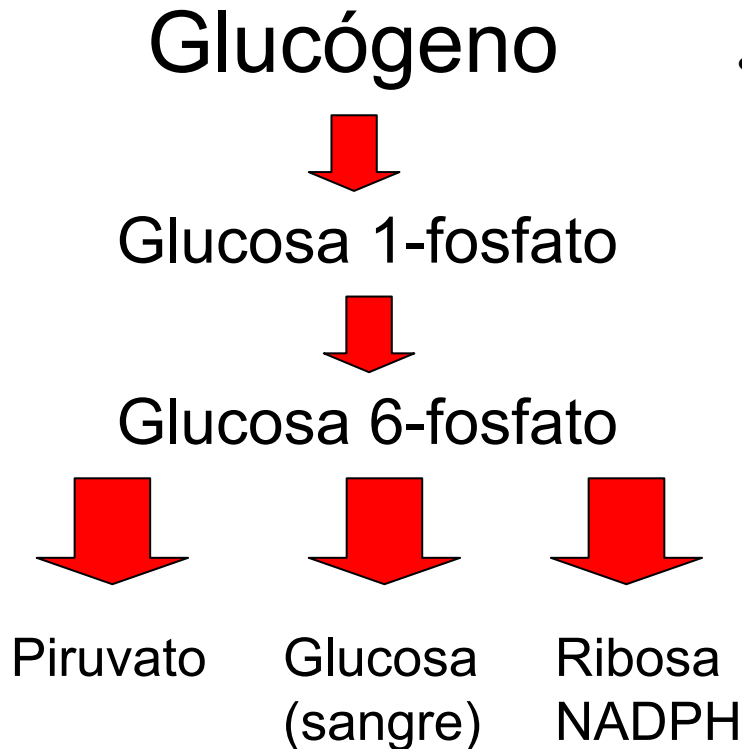 Glucógeno
Glucosa 1-fosfato
Glucosa 6-fosfato
Piruvato
Glucosa
(sangre)
Ribosa
NADPH